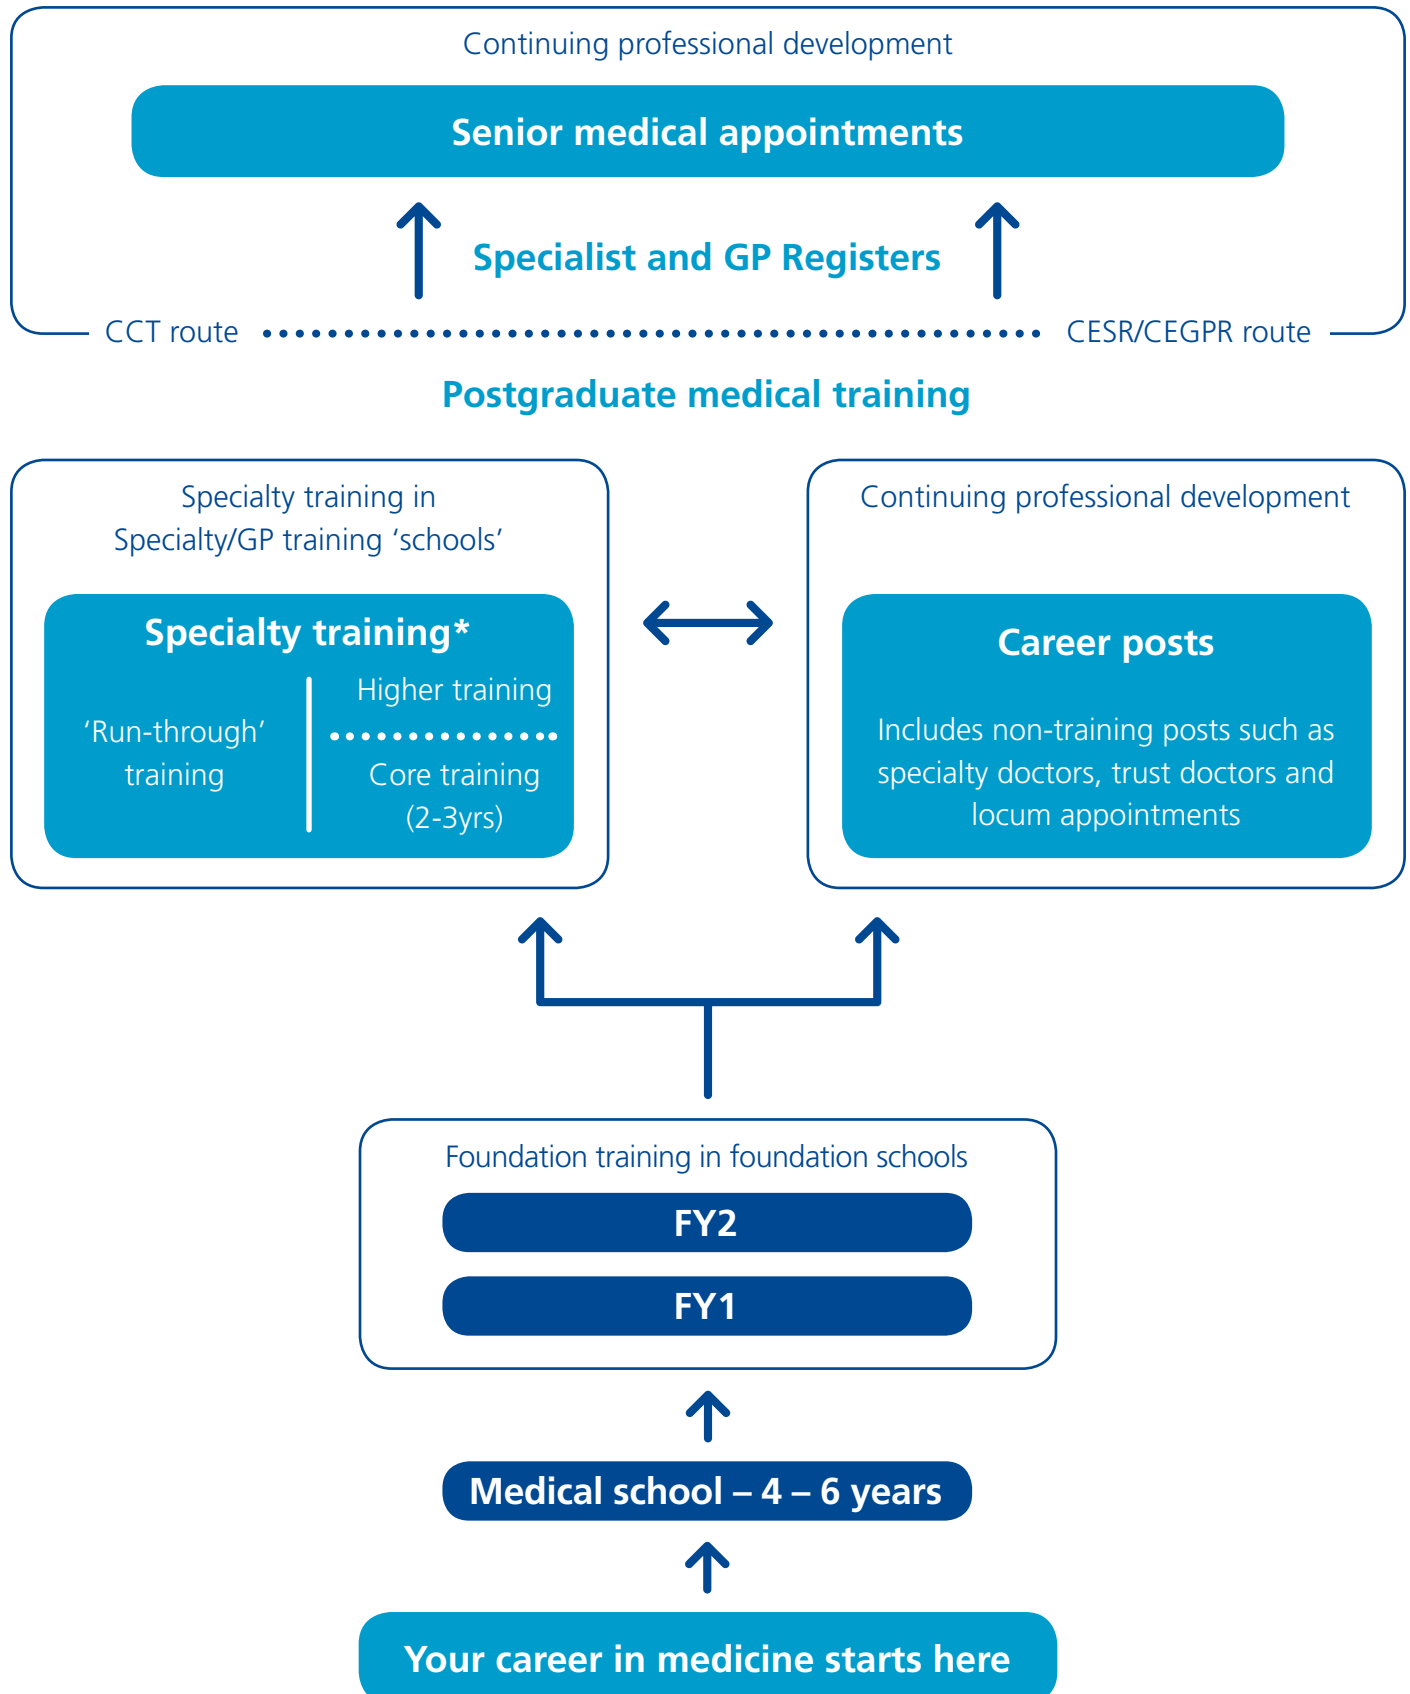 Continuing professional development
Senior medical appointments
Specialist and GP Registers
CCT route
CESR/CEGPR route
Postgraduate medical training
Specialty training in
Specialty/GP training ‘schools’
Specialty training*
‘Run-through’
training
Higher training
Core training
(2-3yrs)
Continuing professional development
Career posts
Includes non-training posts such as
specialty doctors, trust doctors and
locum appointments
Foundation training in foundation schools
FY2
FY1
Medical school – 4 – 6 years
Your career in medicine starts here